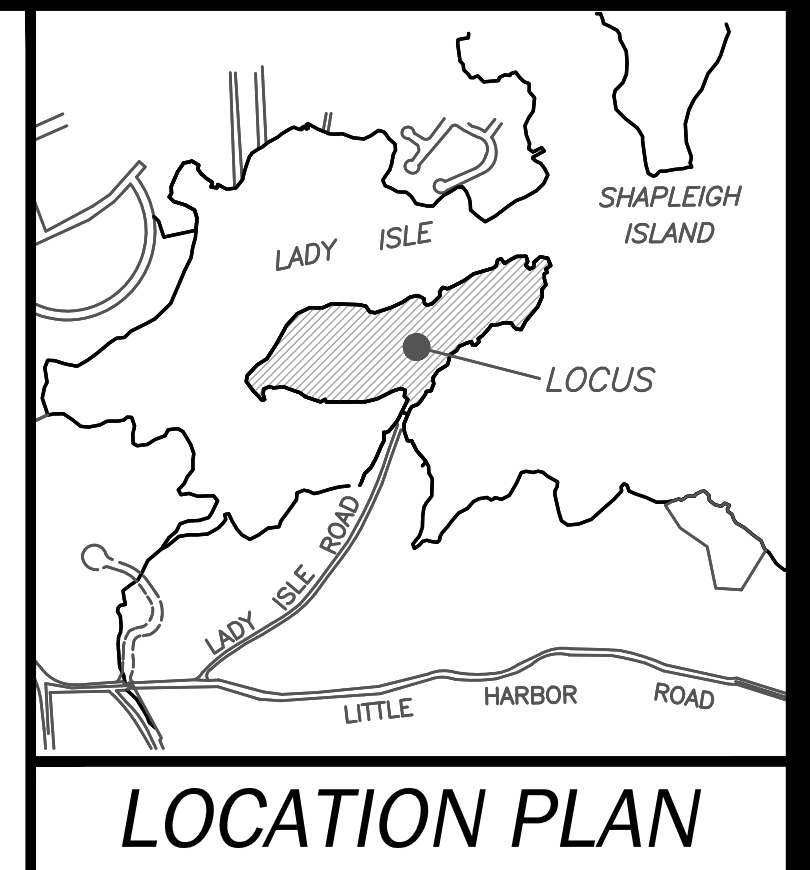 SHAPLEIGH
ISLAND
LADY ISLE
LOCUS
LADY ISLE ROAD
LITTLE HARBOR ROAD
LOCATION PLAN